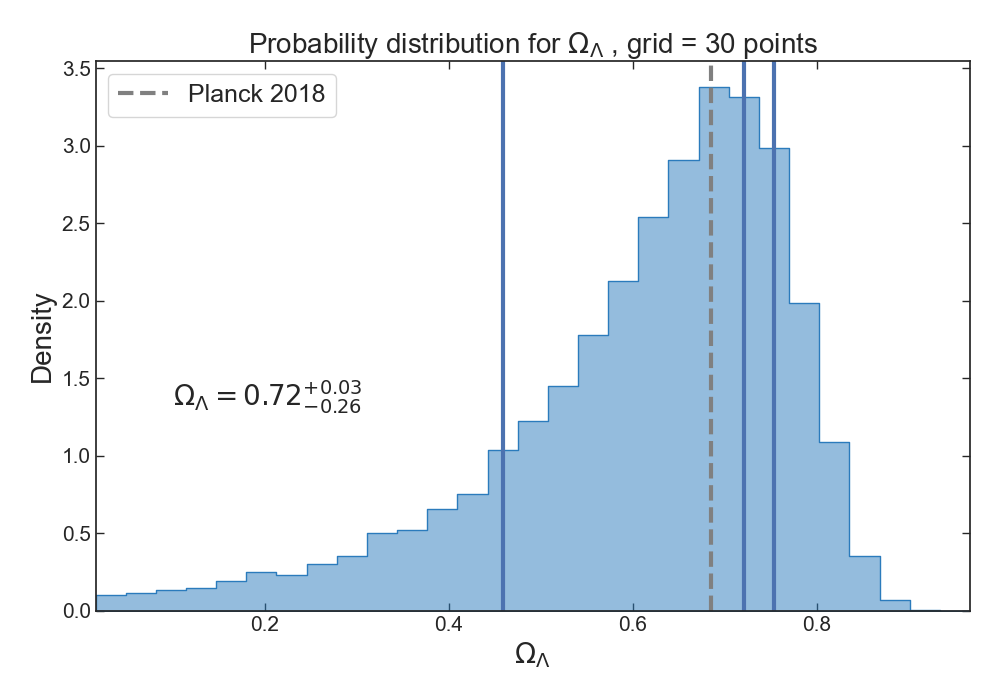 Probability distribution for Ω_Λ , grid = 30 points
Planck 2018
3.5
3.0
2.5
2.0
1.5
1.0
0.5
0.0
Density
Ω_Λ = 0.72^{+0.03}_{−0.26}
0.2 0.4 0.6 0.8
Ω_Λ